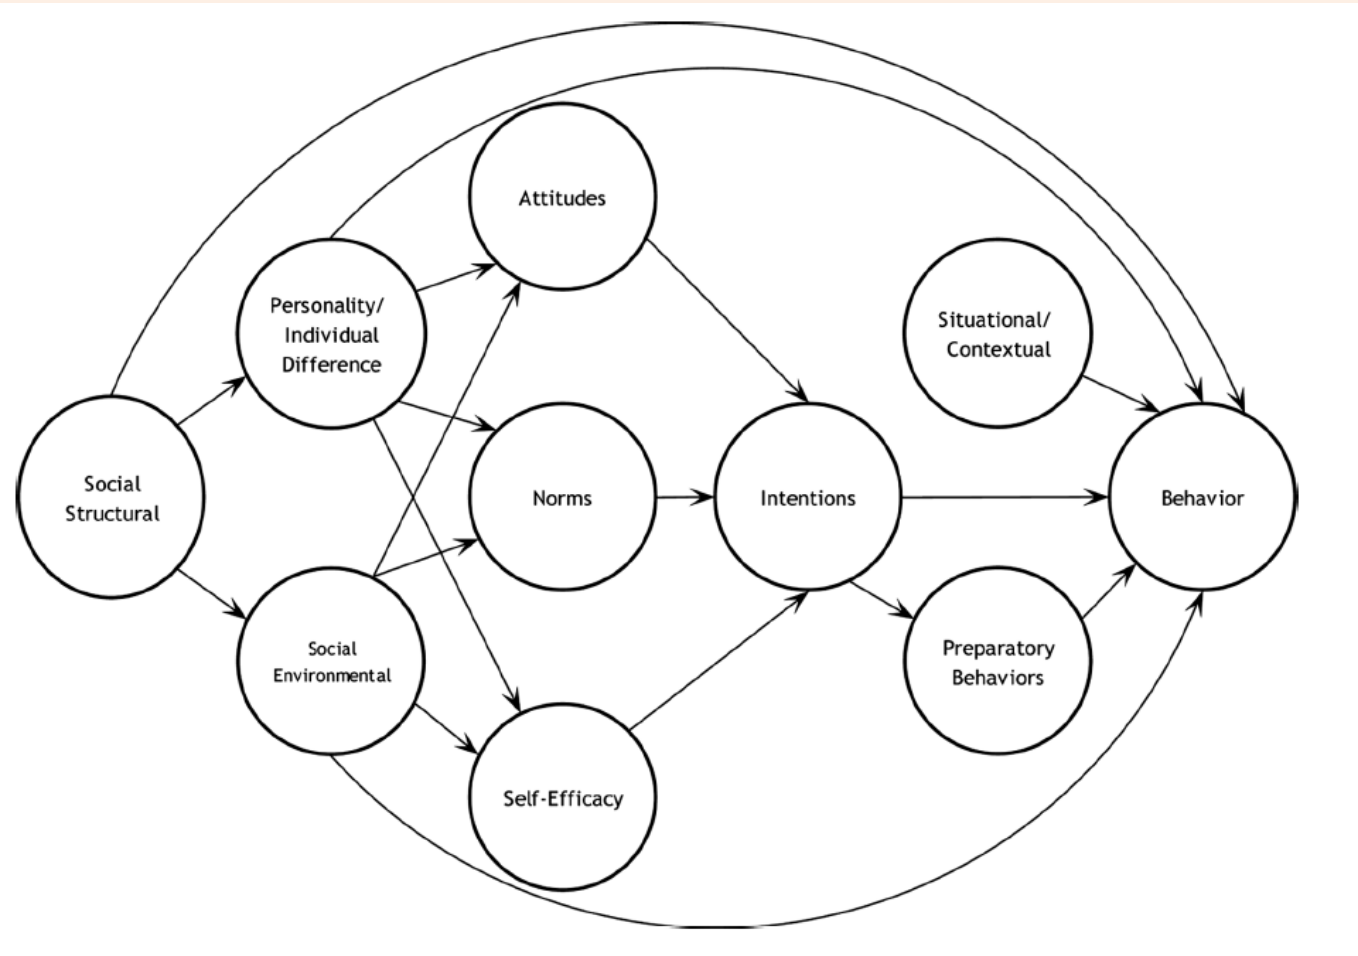 Attitudes
Personality/
Individual
Difference
Situational/
Contextual
Social
Structural
Norms
Intentions
Behavior
Social
Environmental
Preparatory
Behaviors
Self-Efficacy